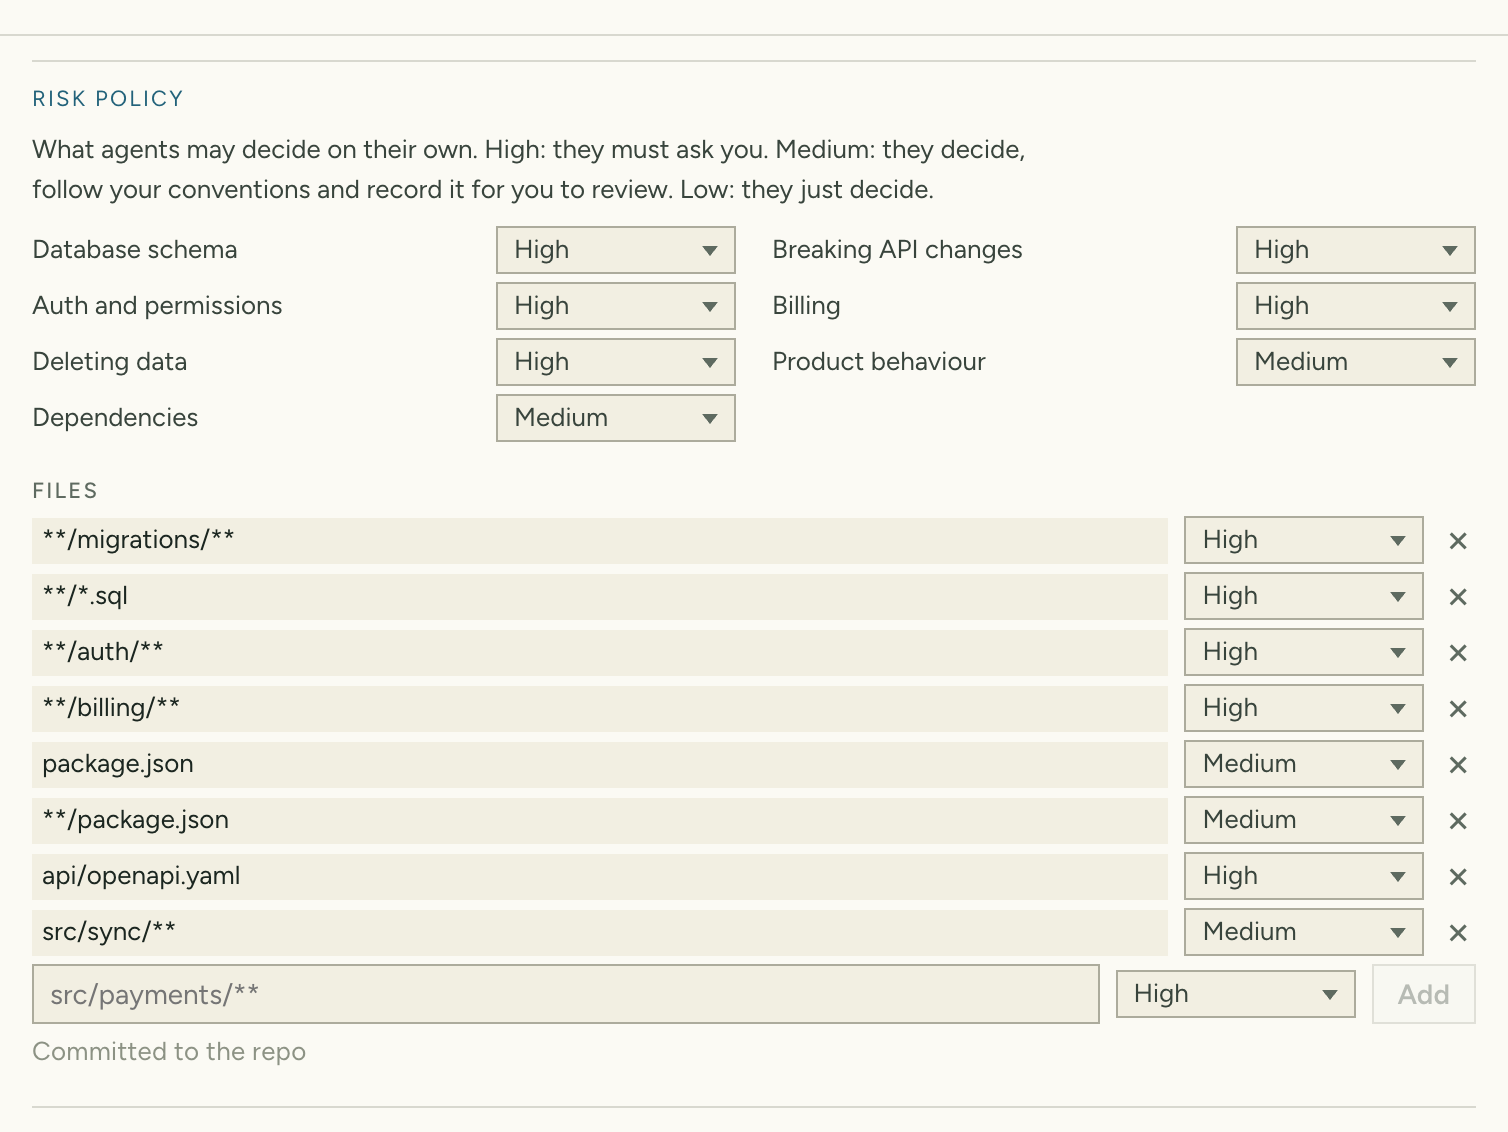 RISK POLICY
What agents may decide on their own. High: they must ask you. Medium: they decide,
follow your conventions and record it for you to review. Low: they just decide.
Database schema High Breaking API changes High
Auth and permissions High Billing High
Deleting data High Product behaviour Medium
Dependencies Medium
FILES
**/migrations/** High ×
**/*.sql High ×
**/auth/** High ×
**/billing/** High ×
package.json Medium ×
**/package.json Medium ×
api/openapi.yaml High ×
src/sync/** Medium ×
src/payments/** High Add
Committed to the repo